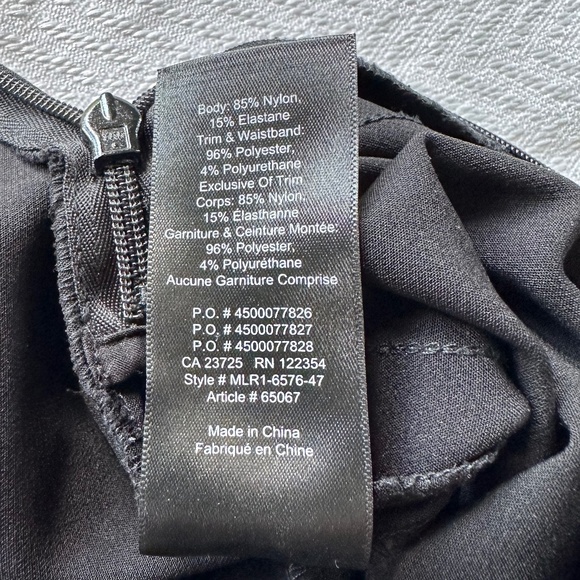 Body: 85% Nylon,
15% Elastane
Trim & Waistband:
96% Polyester,
4% Polyurethane
Exclusive Of Trim
Corps: 85% Nylon,
15% Élasthanne
Garniture & Ceinture Montée:
96% Polyester,
4% Polyuréthane
Aucune Garniture Comprise
P.O. # 4500077826
P.O. # 4500077827
P.O. # 4500077828
CA 23725 RN 122354
Style # MLR1-6576-47
Article # 65067
Made in China
Fabriqué en Chine